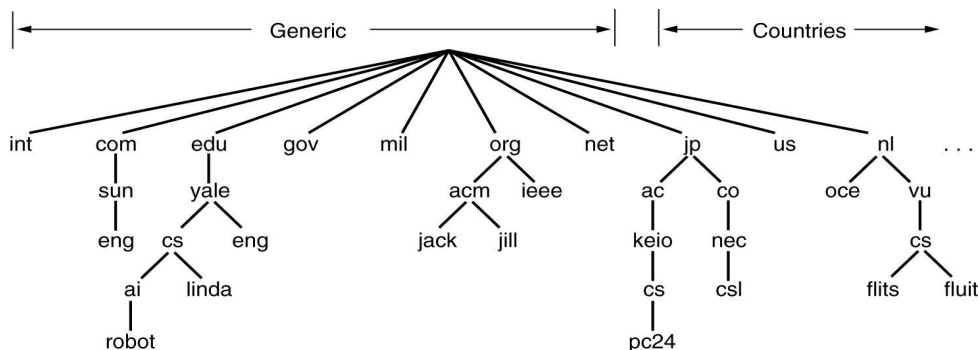 Generic Countries
int com edu gov mil org net jp us nl . . .
sun yale acm ieee ac co oce vu
eng cs eng jack jill keio nec cs
ai linda cs csl flits fluit
robot pc24